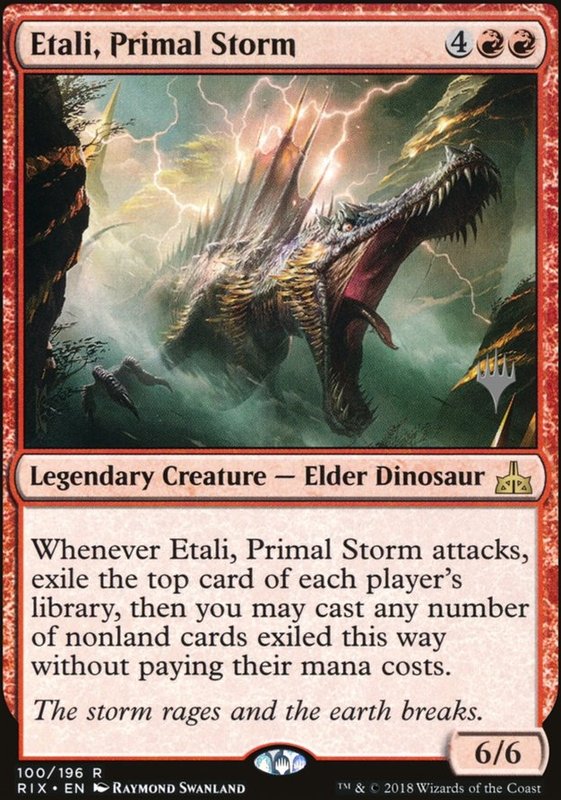 Etali, Primal Storm 4
Legendary Creature — Elder Dinosaur
Whenever Etali, Primal Storm attacks,
exile the top card of each player's
library, then you may cast any number
of nonland cards exiled this way
without paying their mana costs.
The storm rages and the earth breaks.
6/6
100/196 R
RIX • EN RAYMOND SWANLAND
™ & © 2018 Wizards of the Coast